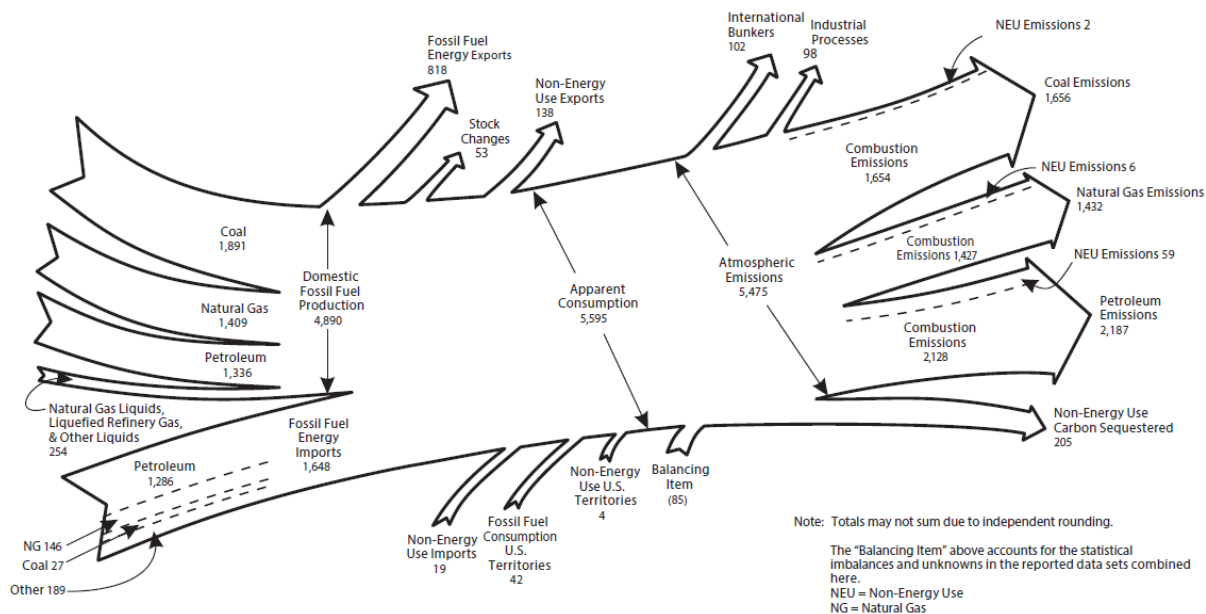 International
Bunkers
102
Industrial
Processes
98
NEU Emissions 2
Fossil Fuel
Energy Exports
818
Non-Energy
Use Exports
138
Stock
Changes
53
Coal Emissions
1,656
Combustion
Emissions
1,654
NEU Emissions 6
Natural Gas Emissions
1,432
Coal
1,891
Combustion
Emissions 1,427
NEU Emissions 59
Domestic
Fossil Fuel
Production
4,890
Atmospheric
Emissions
5,475
Apparent
Consumption
5,595
Natural Gas
1,409
Petroleum
Emissions
2,187
Combustion
Emissions
2,128
Petroleum
1,336
Natural Gas Liquids,
Liquefied Refinery Gas,
& Other Liquids
254
Fossil Fuel
Energy
Imports
1,648
Non-Energy Use
Carbon Sequestered
205
Petroleum
1,286
Non-Energy
Use U.S.
Territories
4
Balancing
Item
(85)
NG 146
Coal 27
Other 189
Non-Energy
Use Imports
19
Fossil Fuel
Consumption
U.S.
Territories
42
Note: Totals may not sum due to independent rounding.
The "Balancing Item" above accounts for the statistical
imbalances and unknowns in the reported data sets combined
here.
NEU = Non-Energy Use
NG = Natural Gas